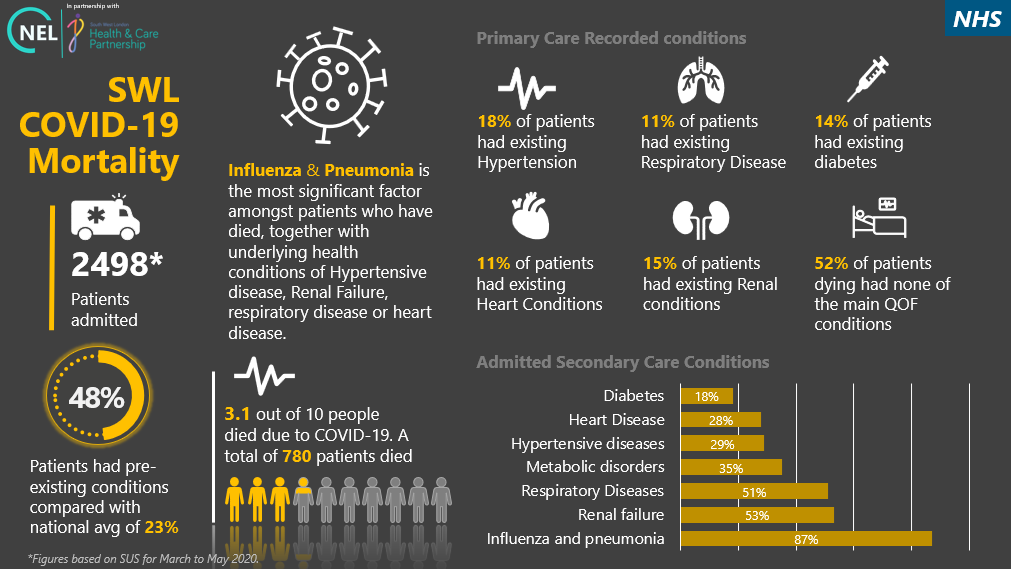 In partnership with
NEL
South West London
Health & Care
Partnership
NHS
SWL
COVID-19
Mortality
2498*
Patients
admitted
48%
Patients had pre-
existing conditions
compared with
national avg of 23%
*Figures based on SUS for March to May 2020.
Influenza & Pneumonia is
the most significant factor
amongst patients who have
died, together with
underlying health
conditions of Hypertensive
disease, Renal Failure,
respiratory disease or heart
disease.
3.1 out of 10 people
died due to COVID-19. A
total of 780 patients died
Primary Care Recorded conditions
18% of patients
had existing
Hypertension
11% of patients
had existing
Respiratory Disease
14% of patients
had existing
diabetes
11% of patients
had existing
Heart Conditions
15% of patients
had existing Renal
conditions
52% of patients
dying had none of
the main QOF
conditions
Admitted Secondary Care Conditions
Diabetes 18%
Heart Disease 28%
Hypertensive diseases 29%
Metabolic disorders 35%
Respiratory Diseases 51%
Renal failure 53%
Influenza and pneumonia 87%